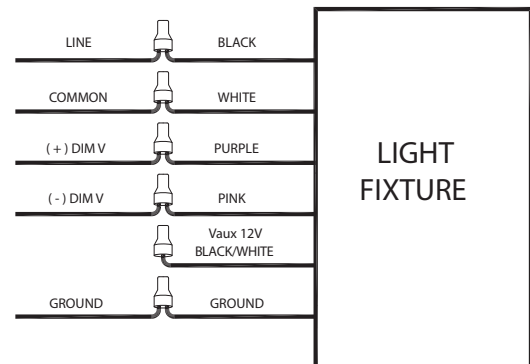 LINE BLACK
COMMON WHITE
( + ) DIM V PURPLE
( - ) DIM V PINK
Vaux 12V
BLACK/WHITE
GROUND GROUND
LIGHT
FIXTURE